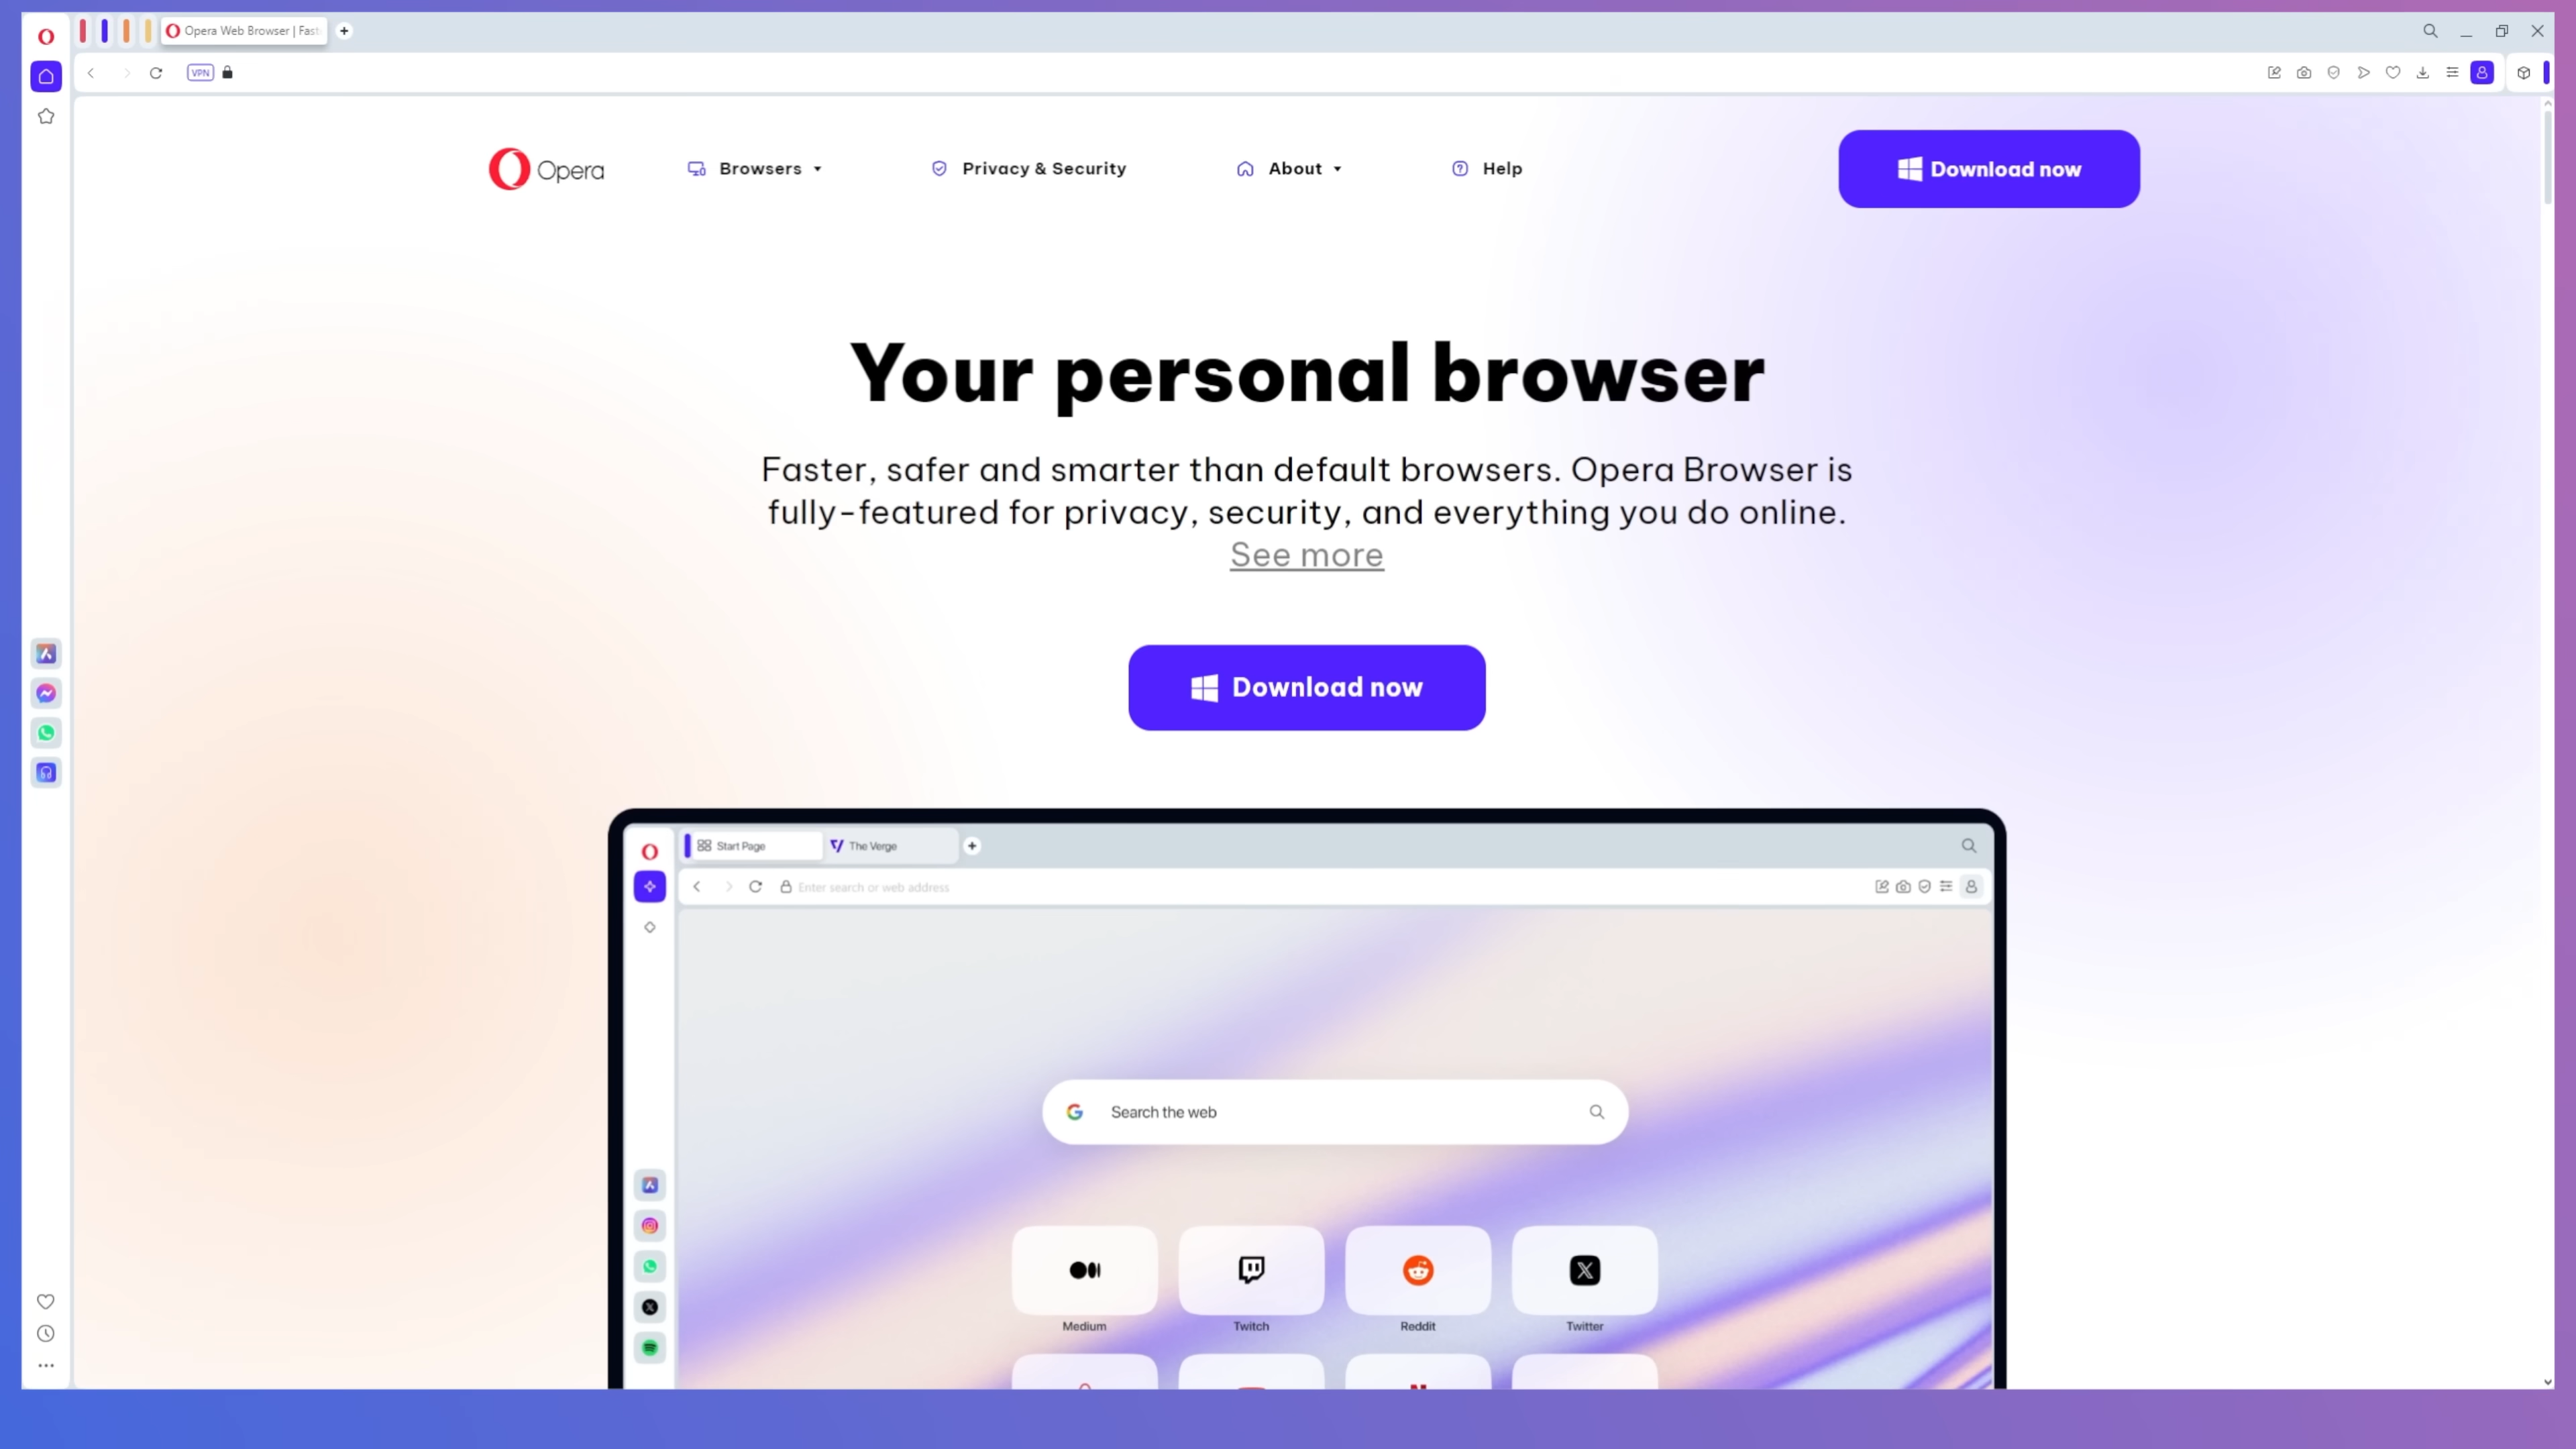 Opera Web Browser | Fast
VPN
Opera
Browsers
Privacy & Security
About
Help
Download now
Your personal browser
Faster, safer and smarter than default browsers. Opera Browser is
fully-featured for privacy, security, and everything you do online.
See more
Download now
Start Page
The Verge
Enter search or web address
Search the web
Medium
Twitch
Reddit
Twitter